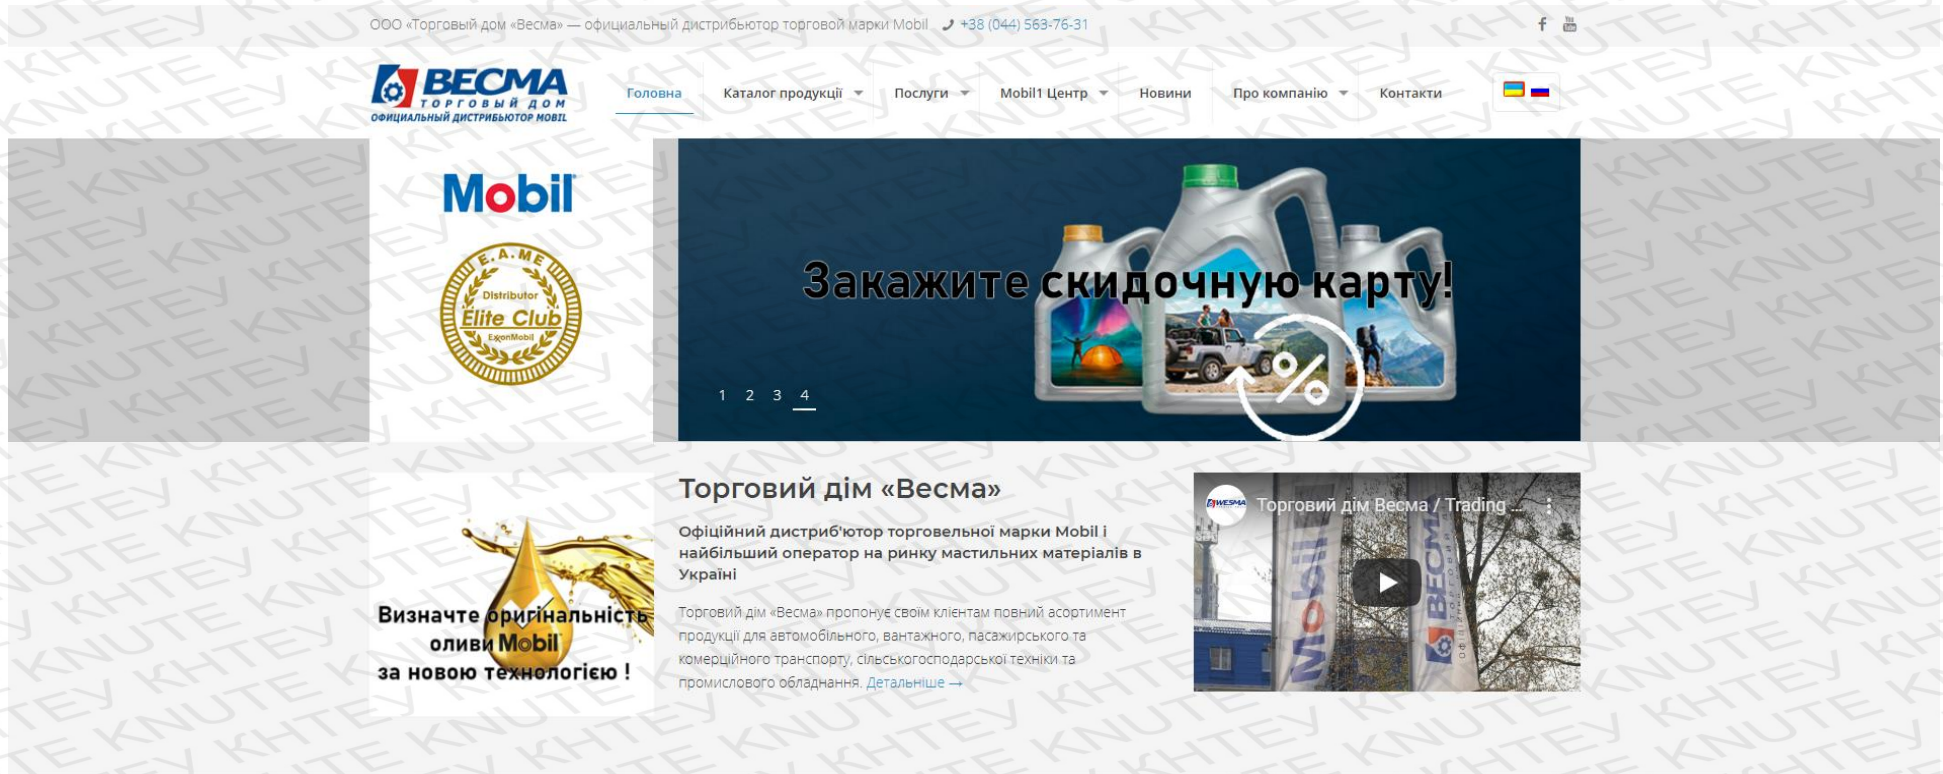 ООО «Торговый дом «Весма» — официальный дистрибьютор торговой марки Mobil +38 (044) 563-76-31
ВЕСМА
ТОРГОВЫЙ ДОМ
ОФИЦИАЛЬНЫЙ ДИСТРИБЬЮТОР MOBIL
Головна Каталог продукції Послуги Mobil1 Центр Новини Про компанію Контакти
Mobil
E.A.ME
Distributor
Elite Club
ExxonMobil
Закажите скидочную карту!
%
1 2 3 4
Визначте оригінальність
оливи Mobil
за новою технологією !
Торговий дім «Весма»
Офіційний дистриб'ютор торговельної марки Mobil і
найбільший оператор на ринку мастильних матеріалів в
Україні
Торговий дім «Весма» пропонує своїм клієнтам повний асортимент
продукції для автомобільного, вантажного, пасажирського та
комерційного транспорту, сільськогосподарської техніки та
промислового обладнання. Детальніше →
WESMA
Торговий дім Весма / Trading ...
Mobil
ВЕСМА
ТОРГОВЫЙ
KNUTE KHTEY